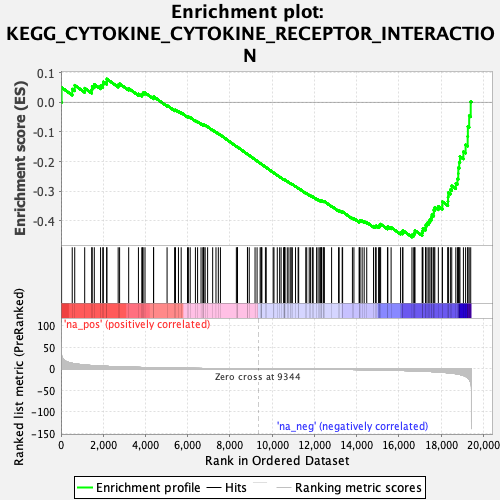 Enrichment plot:
KEGG_CYTOKINE_CYTOKINE_RECEPTOR_INTERACTIO
N
Enrichment score (ES)
0.1
0.0
-0.1
-0.2
-0.3
-0.4
'na_pos' (positively correlated)
Ranked list metric (PreRanked)
100
50
0
-50
-100
-150
Zero cross at 9344
'na_neg' (negatively correlated)
0
2,000
4,000
6,000
8,000
10,000
12,000
14,000
16,000
18,000
20,000
Rank in Ordered Dataset
Enrichment profile
Hits
Ranking metric scores